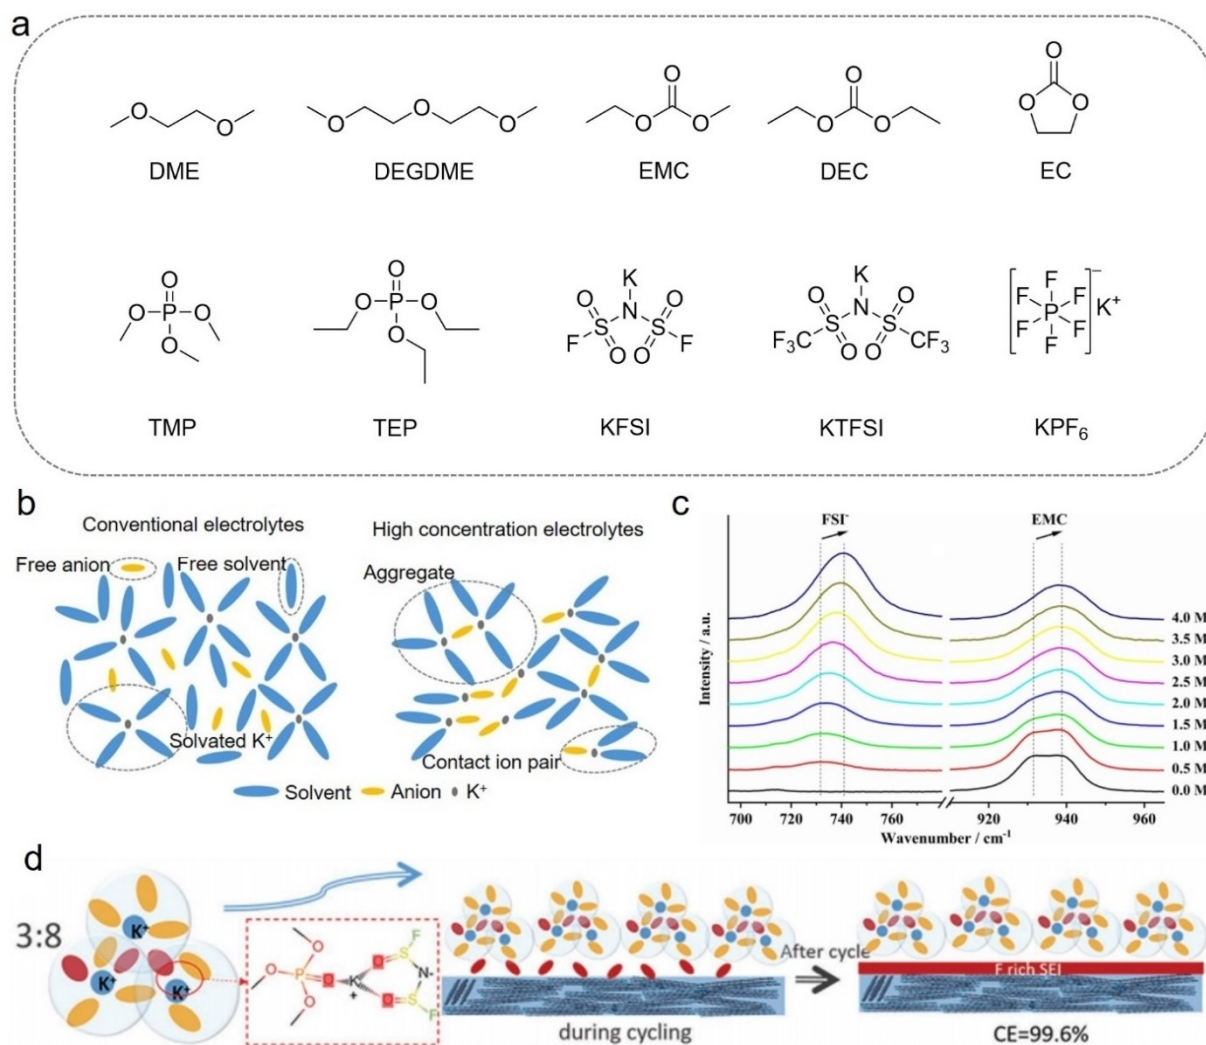 a
O
O
DME
O
O
O
DEGDME
O
O
O
EMC
O
O
O
DEC
O
O
O
EC
O
O P O
O
TMP
O
O P O
O
TEP
K
O N O
S S
F O O F
KFSI
K
O N O
S S
F₃C O O CF₃
KTFSI
F
F F
P
F F
F
− K⁺
KPF₆
b
Conventional electrolytes
Free anion
Free solvent
Solvated K⁺
High concentration electrolytes
Aggregate
Contact ion pair
Solvent
Anion
K⁺
c
FSI⁻
EMC
Intensity / a.u.
4.0 M
3.5 M
3.0 M
2.5 M
2.0 M
1.5 M
1.0 M
0.5 M
0.0 M
700 720 740 760 920 940 960
Wavenumber / cm⁻¹
d
3:8
K⁺
K⁺
K⁺
O
O P O K O S F
+
O
N-
O S
F
during cycling
After cycle
F rich SEI
CE=99.6%